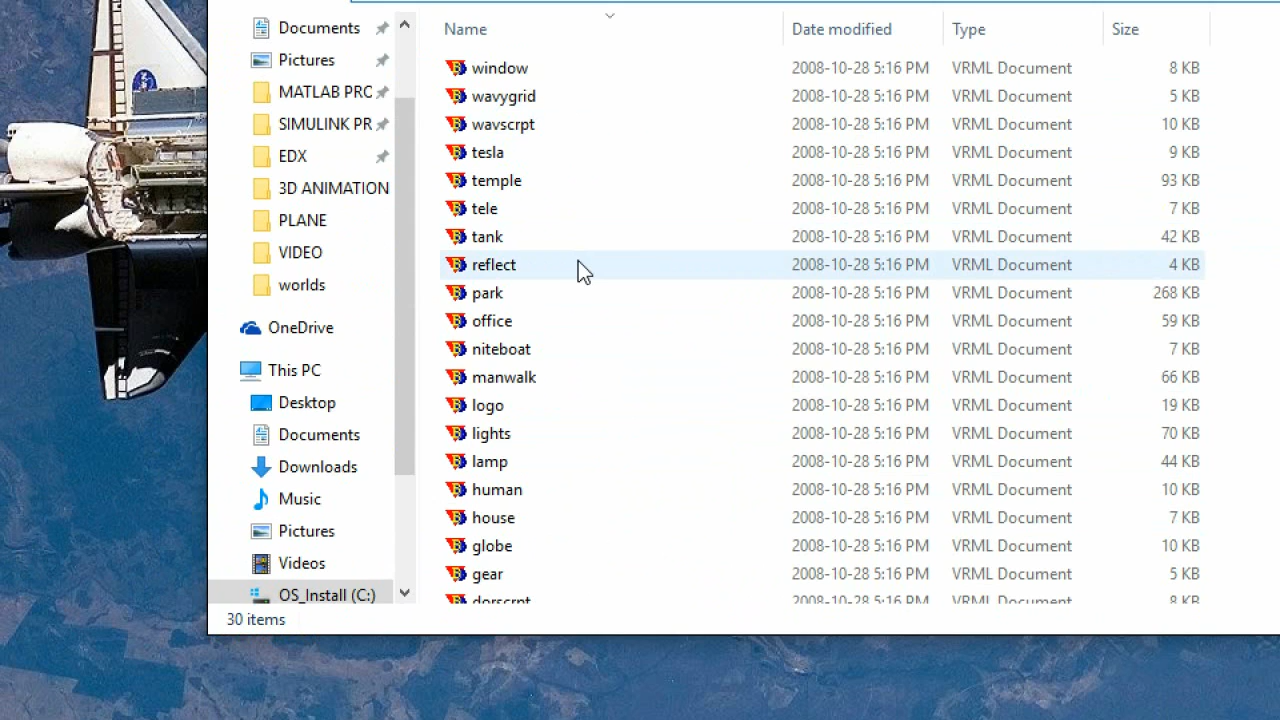 Documents
Pictures
MATLAB PRC
SIMULINK PR
EDX
3D ANIMATION
PLANE
VIDEO
worlds
OneDrive
This PC
Desktop
Documents
Downloads
Music
Pictures
Videos
OS_Install (C:)
30 items
Name Date modified Type Size
window 2008-10-28 5:16 PM VRML Document 8 KB
wavygrid 2008-10-28 5:16 PM VRML Document 5 KB
wavscrpt 2008-10-28 5:16 PM VRML Document 10 KB
tesla 2008-10-28 5:16 PM VRML Document 9 KB
temple 2008-10-28 5:16 PM VRML Document 93 KB
tele 2008-10-28 5:16 PM VRML Document 7 KB
tank 2008-10-28 5:16 PM VRML Document 42 KB
reflect 2008-10-28 5:16 PM VRML Document 4 KB
park 2008-10-28 5:16 PM VRML Document 268 KB
office 2008-10-28 5:16 PM VRML Document 59 KB
niteboat 2008-10-28 5:16 PM VRML Document 7 KB
manwalk 2008-10-28 5:16 PM VRML Document 66 KB
logo 2008-10-28 5:16 PM VRML Document 19 KB
lights 2008-10-28 5:16 PM VRML Document 70 KB
lamp 2008-10-28 5:16 PM VRML Document 44 KB
human 2008-10-28 5:16 PM VRML Document 10 KB
house 2008-10-28 5:16 PM VRML Document 7 KB
globe 2008-10-28 5:16 PM VRML Document 10 KB
gear 2008-10-28 5:16 PM VRML Document 5 KB
dorscrpt 2008-10-28 5:16 PM VRML Document 8 KB